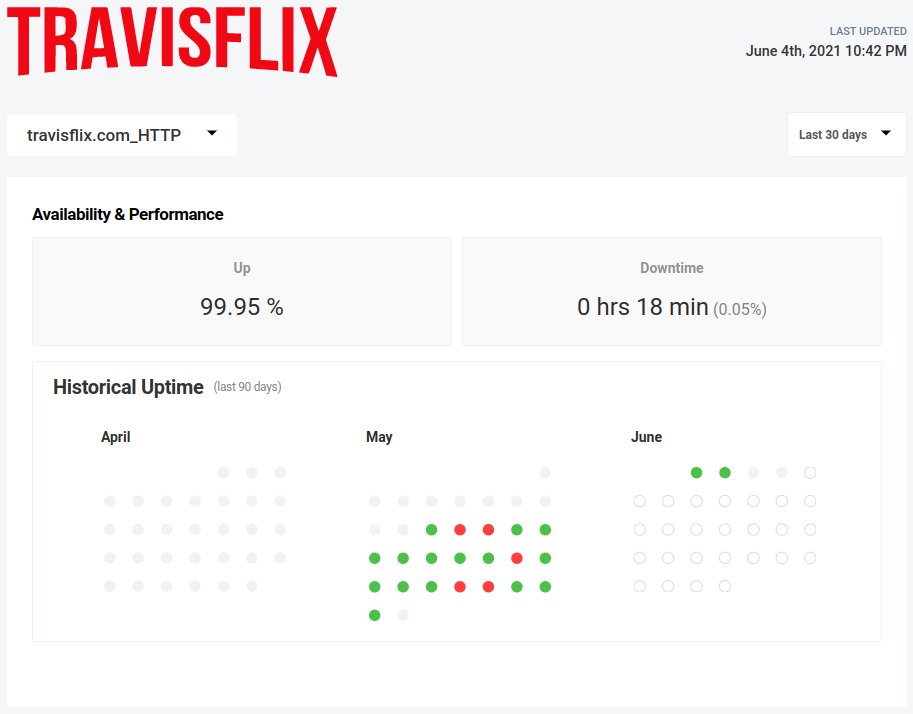 TRAVISFLIX
LAST UPDATED
June 4th, 2021 10:42 PM
travisflix.com_HTTP
Last 30 days
Availability & Performance
Up
99.95 %
Downtime
0 hrs 18 min (0.05%)
Historical Uptime (last 90 days)
April
May
June